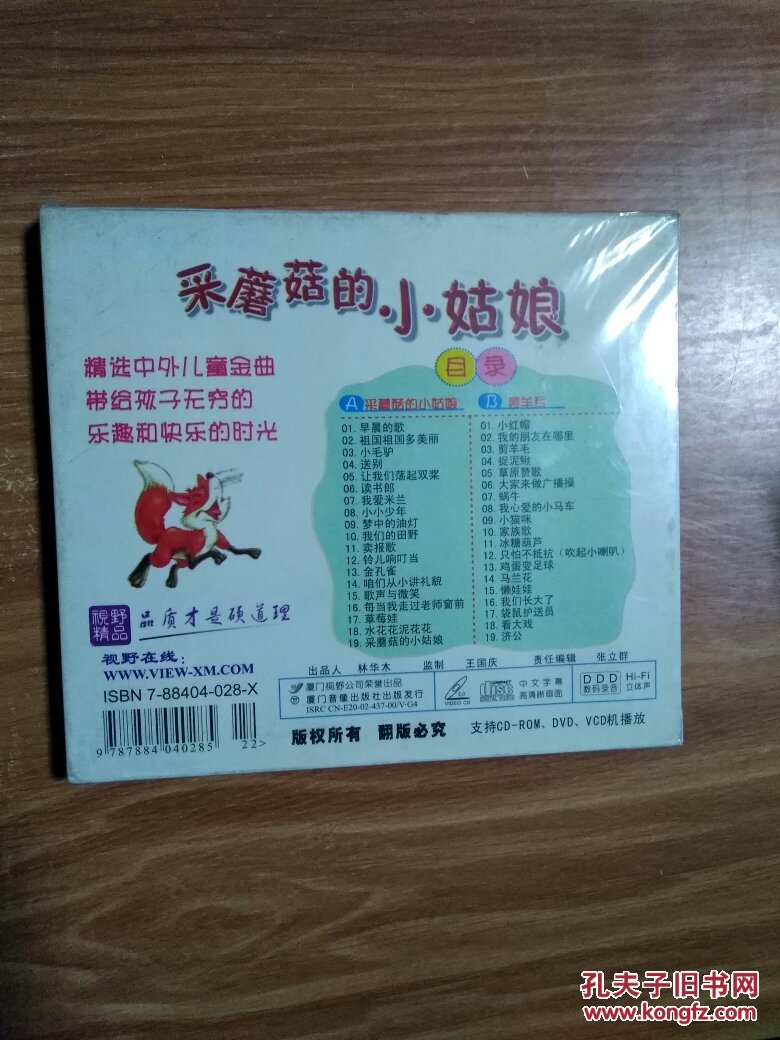 采蘑菇的小姑娘
精选中外儿童金曲
带给孩子无穷的
乐趣和快乐的时光
目录
A 采蘑菇的小姑娘
01. 早晨的歌
02. 祖国祖国多美丽
03. 小毛驴
04. 送别
05. 让我们荡起双桨
06. 读书郎
07. 我爱米兰
08. 小小少年
09. 梦中的油灯
10. 我们的田野
11. 卖报歌
12. 铃儿响叮当
13. 金孔雀
14. 咱们从小讲礼貌
15. 歌声与微笑
16. 每当我走过老师窗前
17. 草莓娃
18. 水花花泥花花
19. 采蘑菇的小姑娘
B 剪羊毛
01. 小红帽
02. 我的朋友在哪里
03. 剪羊毛
04. 捉泥鳅
05. 草原赞歌
06. 大家来做广播操
07. 蜗牛
08. 我心爱的小马车
09. 小猫咪
10. 家族歌
11. 冰糖葫芦
12. 只怕不抵抗（吹起小喇叭）
13. 鸡蛋变足球
14. 马兰花
15. 懒娃娃
16. 我们长大了
17. 袋鼠护送员
18. 看大戏
19. 济公
視野精品
品质才是硕道理
视野在线：
WWW.VIEW-XM.COM
ISBN 7-88404-028-X
9 787884 040285 22>
出品人 林华木 监制 王国庆 责任编辑 张立群
厦门视野公司荣誉出品
厦门音像出版社出版发行
ISRC CN-E20-02-437-00/V·G4
2.0
VIDEO CD
COMPACT
DISC
中文字幕
高清晰画面
DDD
数码录音
Hi-Fi
立体声
版权所有 翻版必究
支持CD-ROM、DVD、VCD机播放
孔夫子旧书网
www.kongfz.com